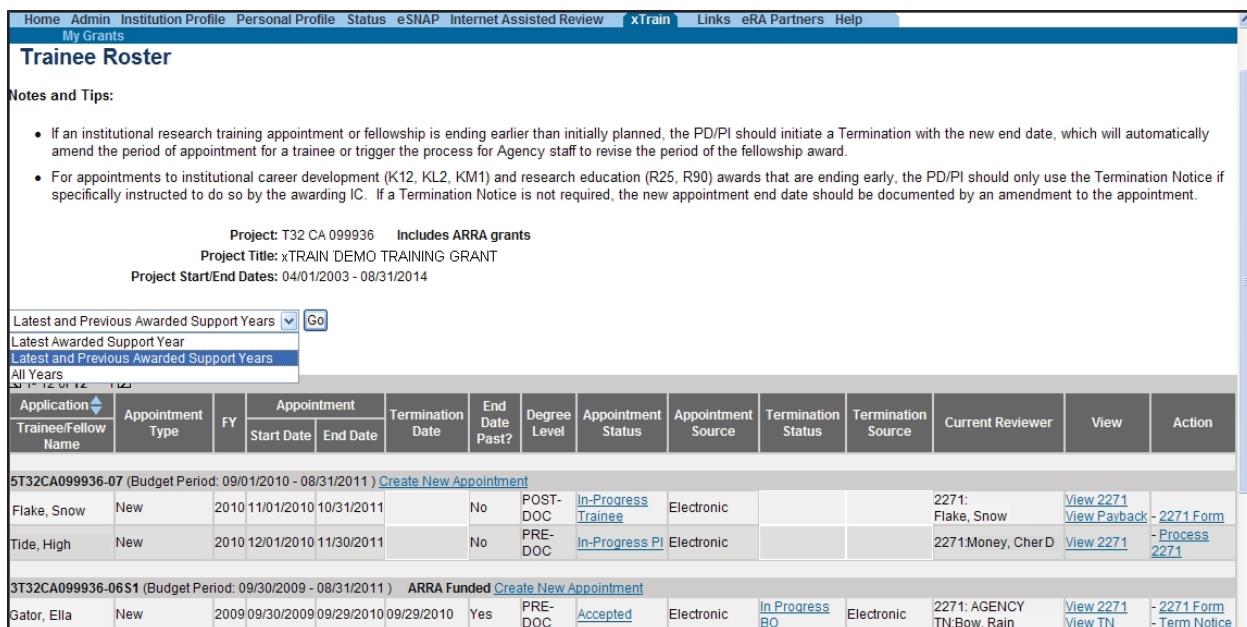 Home Admin Institution Profile Personal Profile Status eSNAP Internet Assisted Review xTrain Links eRA Partners Help
My Grants
Trainee Roster
Notes and Tips:
• If an institutional research training appointment or fellowship is ending earlier than initially planned, the PD/PI should initiate a Termination with the new end date, which will automatically
amend the period of appointment for a trainee or trigger the process for Agency staff to revise the period of the fellowship award.
• For appointments to institutional career development (K12, KL2, KM1) and research education (R25, R90) awards that are ending early, the PD/PI should only use the Termination Notice if
specifically instructed to do so by the awarding IC. If a Termination Notice is not required, the new appointment end date should be documented by an amendment to the appointment.
Project: T32 CA 099936 Includes ARRA grants
Project Title: xTRAIN DEMO TRAINING GRANT
Project Start/End Dates: 04/01/2003 - 08/31/2014
Latest and Previous Awarded Support Years Go
Latest Awarded Support Year
Latest and Previous Awarded Support Years
All Years
Application Trainee/Fellow Name Appointment Type FY Appointment Start Date End Date Termination Date End Date Past? Degree Level Appointment Status Appointment Source Termination Status Termination Source Current Reviewer View Action
5T32CA099936-07 (Budget Period: 09/01/2010 - 08/31/2011 ) Create New Appointment
Flake, Snow New 2010 11/01/2010 10/31/2011 No POST-DOC In-Progress Trainee Electronic 2271: Flake, Snow View 2271 View Payback - 2271 Form
Tide, High New 2010 12/01/2010 11/30/2011 No PRE-DOC In-Progress PI Electronic 2271:Money, Cher D View 2271 - Process 2271
3T32CA099936-06S1 (Budget Period: 09/30/2009 - 08/31/2011 ) ARRA Funded Create New Appointment
Gator, Ella New 2009 09/30/2009 09/29/2010 09/29/2010 Yes PRE-DOC Accepted Electronic In Progress BO Electronic 2271: AGENCY TN:Bow, Rain View 2271 View TN - 2271 Form - Term Notice